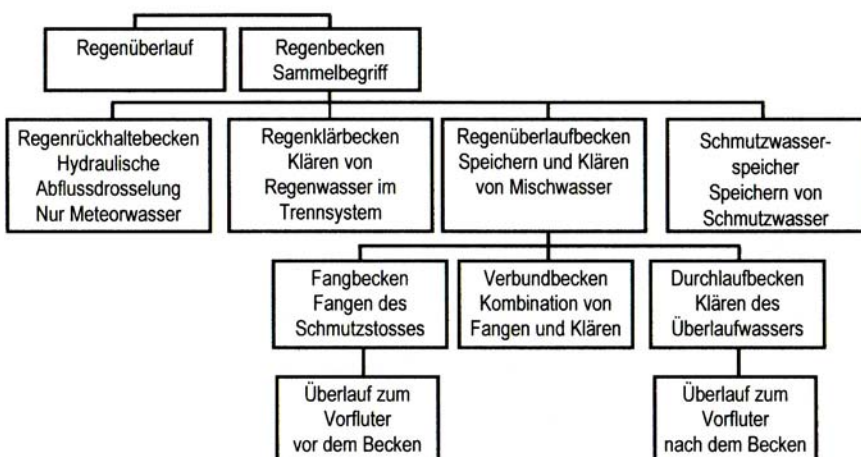 Regenüberlauf
Regenbecken
Sammelbegriff
Regenrückhaltebecken
Hydraulische
Abflussdrosselung
Nur Meteorwasser
Regenklärbecken
Klären von
Regenwasser im
Trennsystem
Regenüberlaufbecken
Speichern und Klären
von Mischwasser
Schmutzwasser-
speicher
Speichern von
Schmutzwasser
Fangbecken
Fangen des
Schmutzstosses
Verbundbecken
Kombination von
Fangen und Klären
Durchlaufbecken
Klären des
Überlaufwassers
Überlauf zum
Vorfluter
vor dem Becken
Überlauf zum
Vorfluter
nach dem Becken